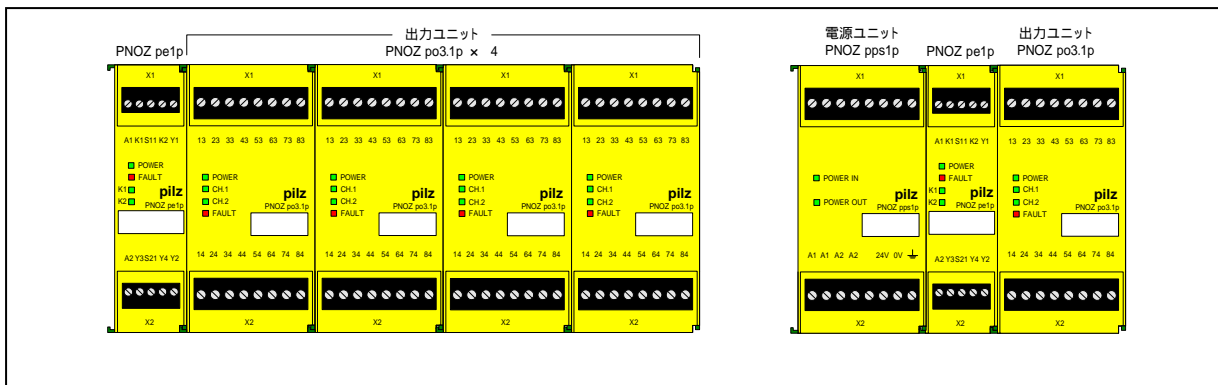 出力ユニット
PNOZ pe1p PNOZ po3.1p × 4
X1 X1 X1 X1 X1
A1 K1 S11 K2 Y1 13 23 33 43 53 63 73 83 13 23 33 43 53 63 73 83 13 23 33 43 53 63 73 83 13 23 33 43 53 63 73 83
POWER
FAULT
K1
K2
pilz
PNOZ pe1p
POWER
CH.1
CH.2
FAULT
pilz
PNOZ po3.1p
POWER
CH.1
CH.2
FAULT
pilz
PNOZ po3.1p
POWER
CH.1
CH.2
FAULT
pilz
PNOZ po3.1p
POWER
CH.1
CH.2
FAULT
pilz
PNOZ po3.1p
A2 Y3 S21 Y4 Y2 14 24 34 44 54 64 74 84 14 24 34 44 54 64 74 84 14 24 34 44 54 64 74 84 14 24 34 44 54 64 74 84
X2 X2 X2 X2 X2
電源ユニット 出力ユニット
PNOZ pps1p PNOZ pe1p PNOZ po3.1p
X1 X1 X1
A1 K1 S11 K2 Y1 13 23 33 43 53 63 73 83
POWER IN
POWER OUT
pilz
PNOZ pps1p
POWER
FAULT
K1
K2
pilz
PNOZ pe1p
POWER
CH.1
CH.2
FAULT
pilz
PNOZ po3.1p
A1 A1 A2 A2 24V 0V A2 Y3 S21 Y4 Y2 14 24 34 44 54 64 74 84
X2 X2 X2